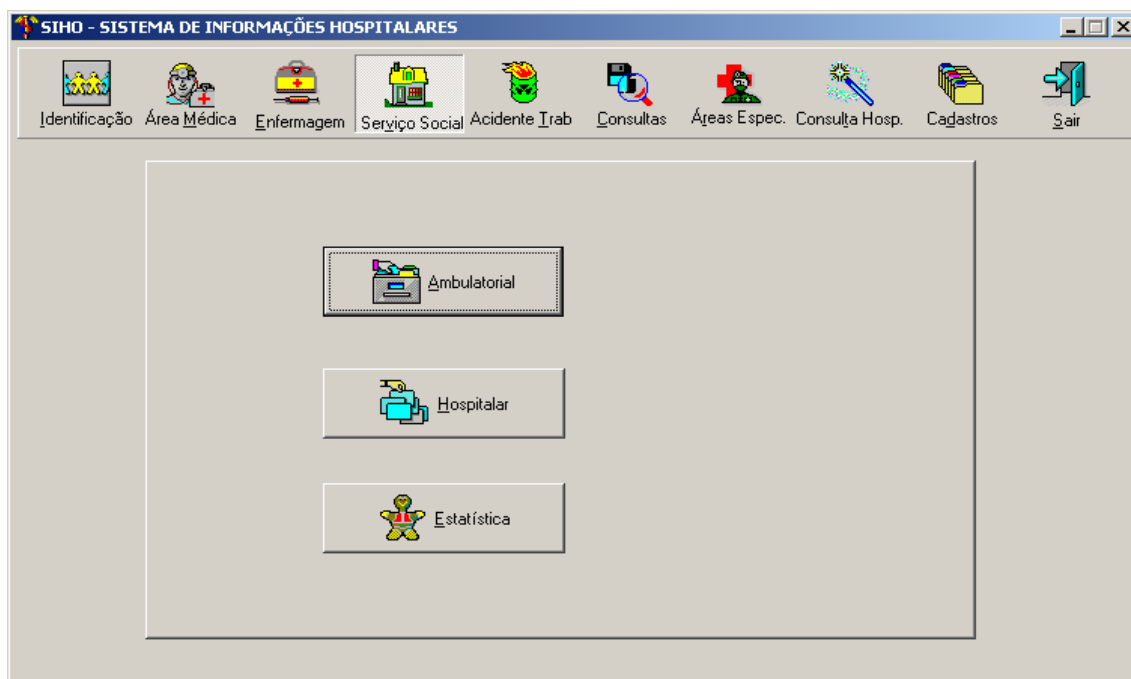 SIHO - SISTEMA DE INFORMAÇÕES HOSPITALARES
Identificação Área Médica Enfermagem Serviço Social Acidente Trab Consultas Áreas Espec. Consulta Hosp. Cadastros Sair
Ambulatorial
Hospitalar
Estatística